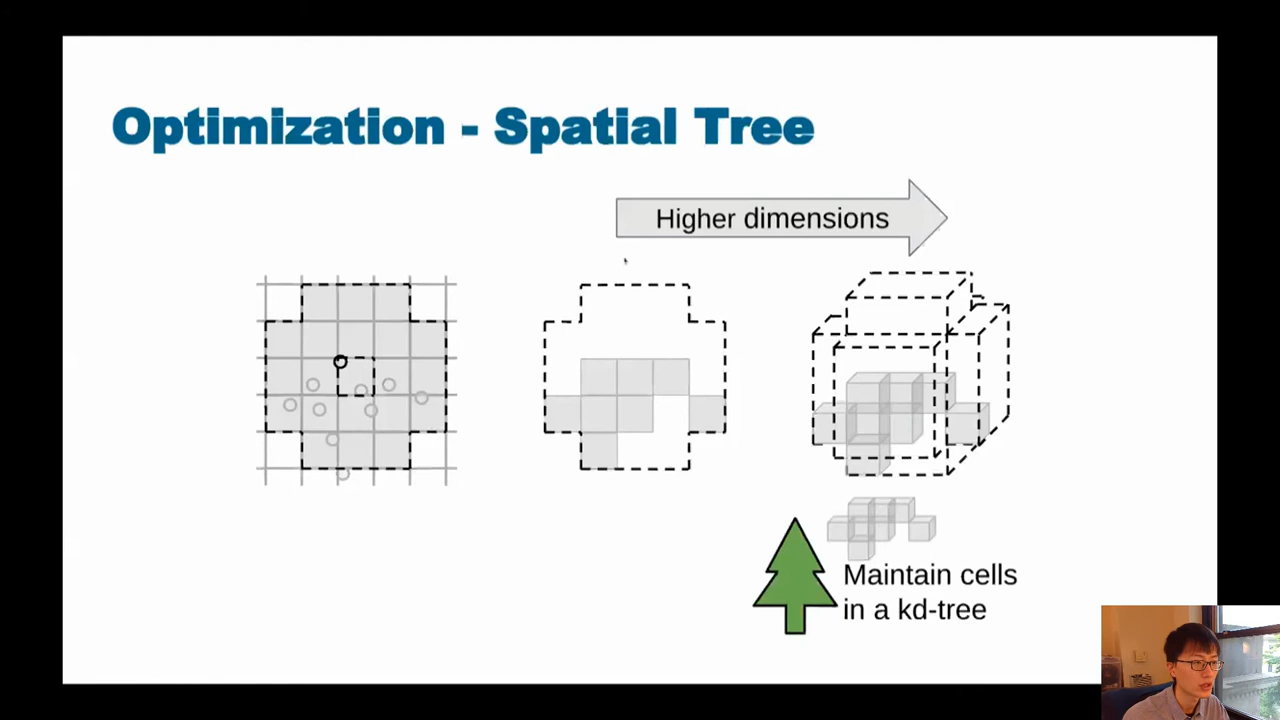 Optimization - Spatial Tree
Higher dimensions
Maintain cells
in a kd-tree